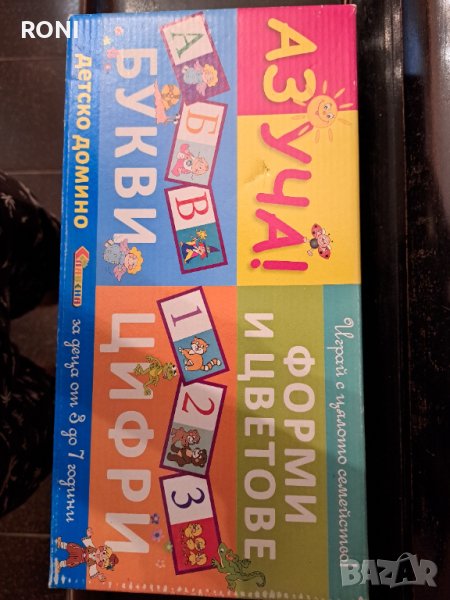 RONI
АЗ УЧА!
БУКВИ
А
Б
В
ДЕТСКО ДОМИНО
ЦИФРИ
1
2
3
ФОРМИ
И ЦВЕТОВЕ
Играй с цялото семейство!
за деца от 3 до 7 години
BAZAR